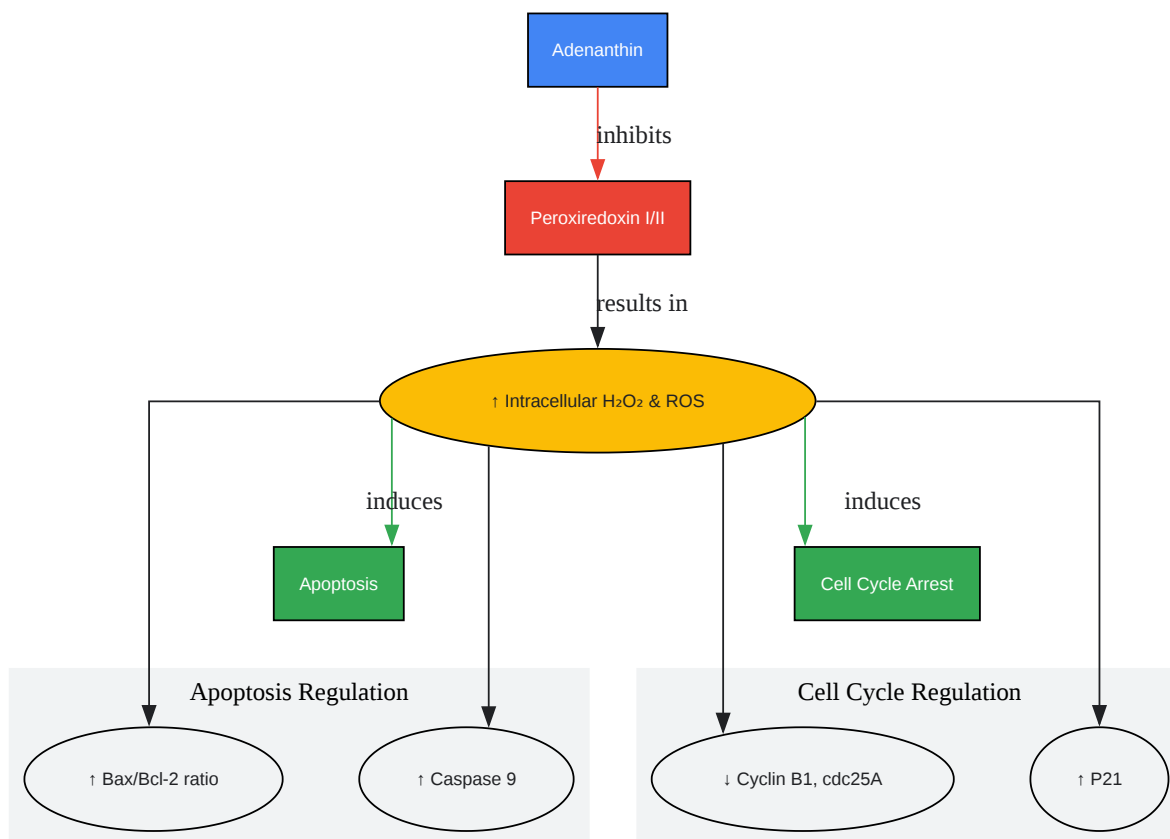 Adenanthin
inhibits
Peroxiredoxin I/II
results in
↑ Intracellular H₂O₂ & ROS
induces
induces
Apoptosis
Cell Cycle Arrest
Apoptosis Regulation
Cell Cycle Regulation
↑ Bax/Bcl-2 ratio
↑ Caspase 9
↓ Cyclin B1, cdc25A
↑ P21